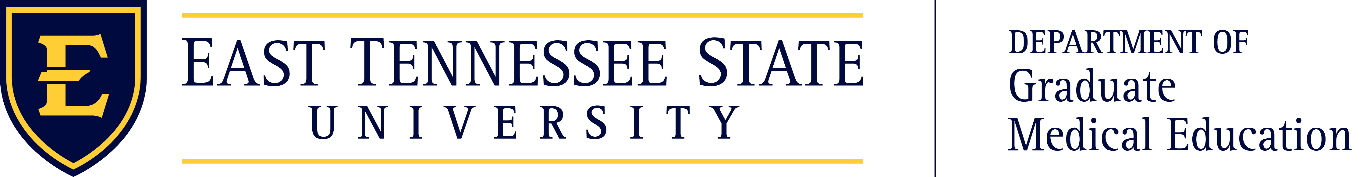 E
EAST TENNESSEE STATE
UNIVERSITY
DEPARTMENT OF
Graduate
Medical Education